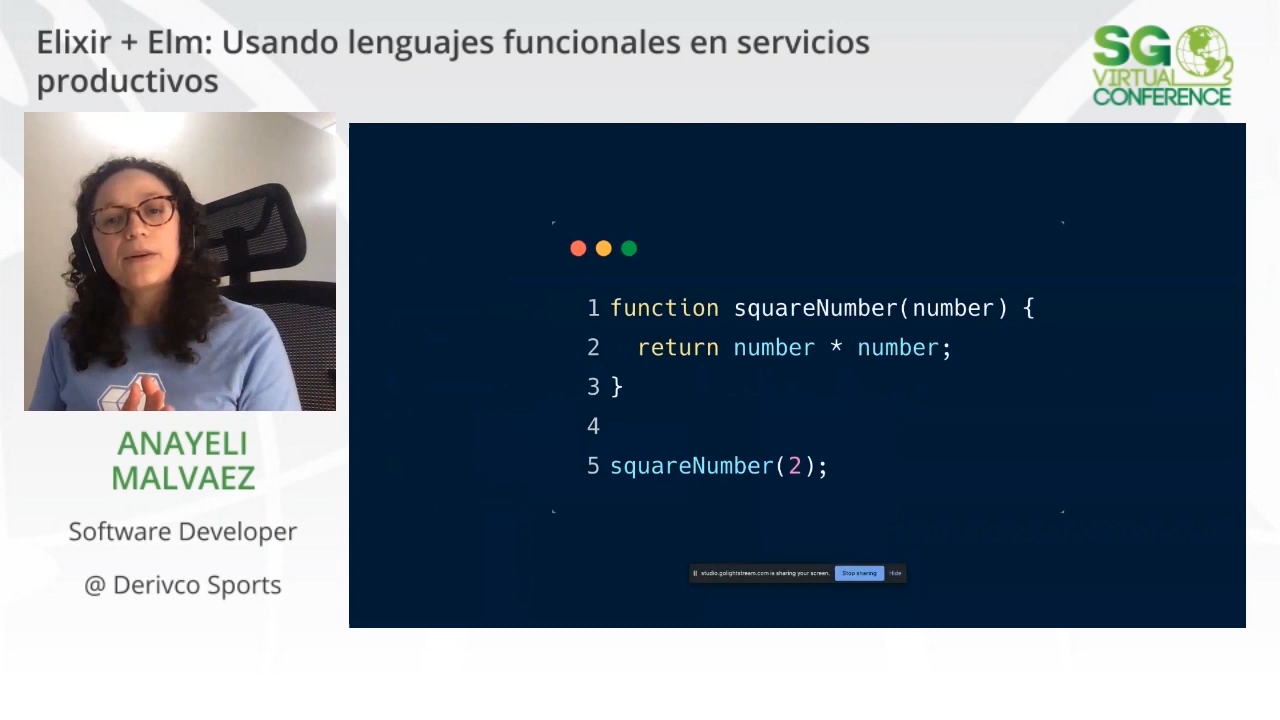 Elixir + Elm: Usando lenguajes funcionales en servicios
productivos
SG
VIRTUAL
CONFERENCE
ANAYELI
MALVAEZ
Software Developer
@ Derivco Sports
1 function squareNumber(number) {
2 return number * number;
3 }
4
5 squareNumber(2);
studio.golightstream.com is sharing your screen. Stop sharing Hide